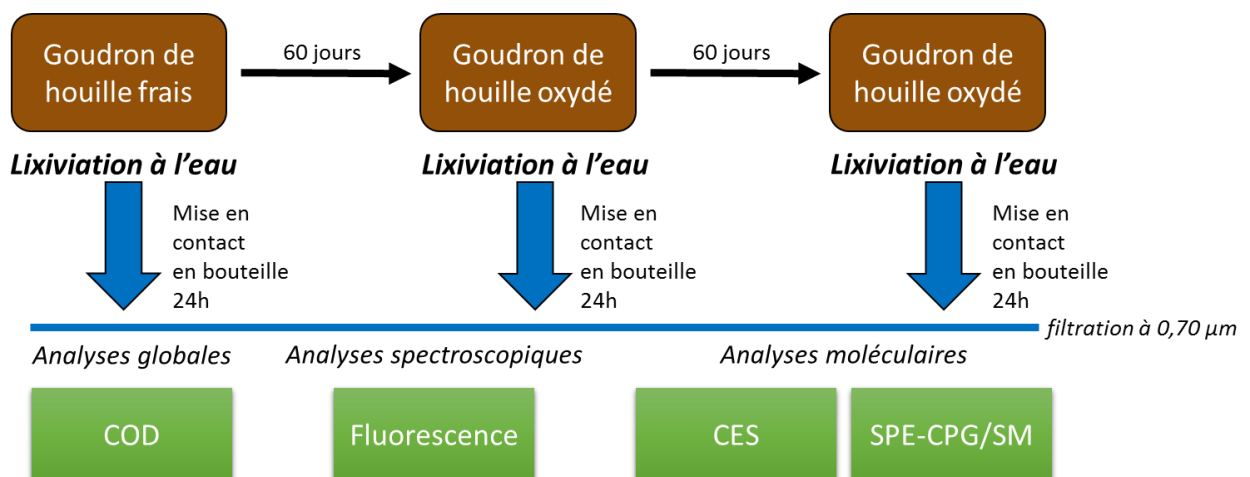 Goudron de
houille frais
60 jours
Goudron de
houille oxydé
60 jours
Goudron de
houille oxydé
Lixiviation à l'eau
Lixiviation à l'eau
Lixiviation à l'eau
Mise en
contact
en bouteille
24h
Mise en
contact
en bouteille
24h
Mise en
contact
en bouteille
24h
filtration à 0,70 µm
Analyses globales
Analyses spectroscopiques
Analyses moléculaires
COD
Fluorescence
CES
SPE-CPG/SM